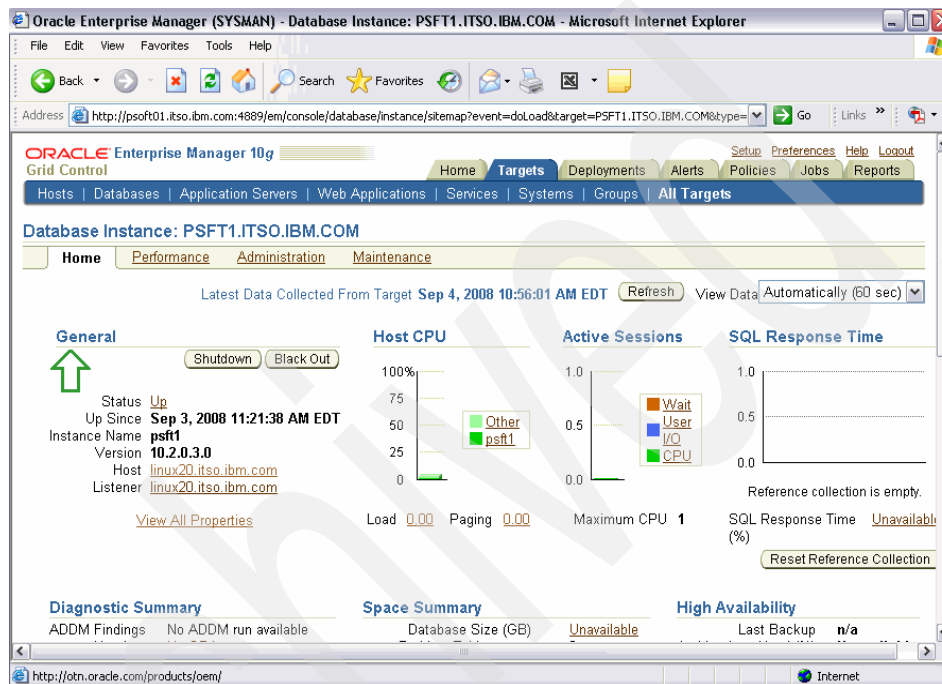 Oracle Enterprise Manager (SYSMAN) - Database Instance: PSFT1.ITSO.IBM.COM - Microsoft Internet Explorer
File Edit View Favorites Tools Help
Back Search Favorites
Address http://psoft01.itso.ibm.com:4889/em/console/database/instance/sitemap?event=doLoad&target=PSFT1.ITSO.IBM.COM&type= Go Links »
ORACLE Enterprise Manager 10g
Setup Preferences Help Logout
Grid Control
Home Targets Deployments Alerts Policies Jobs Reports
Hosts | Databases | Application Servers | Web Applications | Services | Systems | Groups | All Targets
Database Instance: PSFT1.ITSO.IBM.COM
Home Performance Administration Maintenance
Latest Data Collected From Target Sep 4, 2008 10:56:01 AM EDT Refresh View Data Automatically (60 sec)
General
Shutdown Black Out
Status Up
Up Since Sep 3, 2008 11:21:38 AM EDT
Instance Name psft1
Version 10.2.0.3.0
Host linux20.itso.ibm.com
Listener linux20.itso.ibm.com
View All Properties
Host CPU
100%
75
50
25
0
Other
psft1
Load 0.00 Paging 0.00
Active Sessions
1.0
0.5
0.0
Wait
User
I/O
CPU
Maximum CPU 1
SQL Response Time
1.0
0.5
0.0
Reference collection is empty.
SQL Response Time Unavailabl
(%)
Reset Reference Collection
Diagnostic Summary
ADDM Findings No ADDM run available
Space Summary
Database Size (GB) Unavailable
High Availability
Last Backup n/a
http://otn.oracle.com/products/oem/
Internet